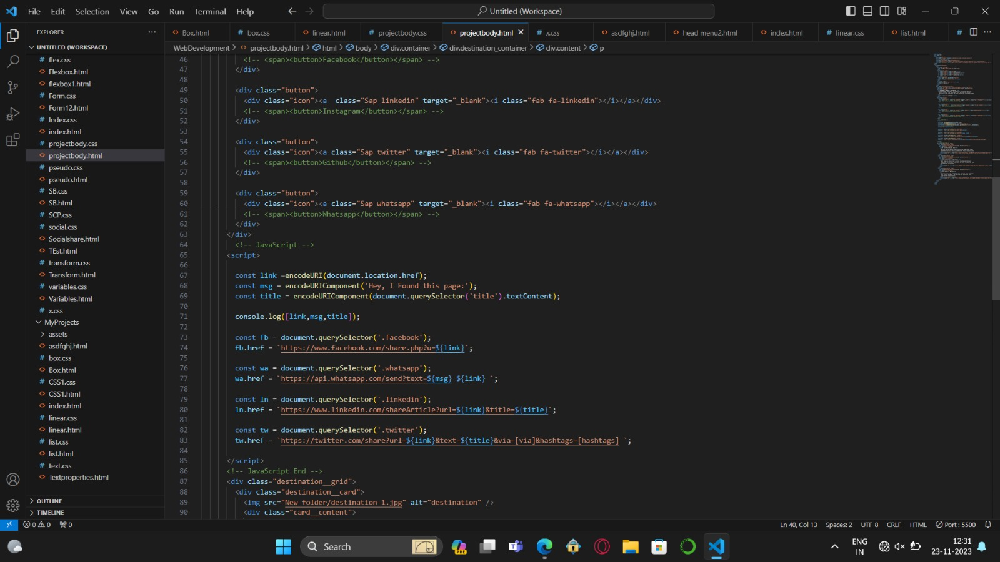 File Edit Selection View Go Run Terminal Help
Untitled (Workspace)
EXPLORER
UNTITLED (WORKSPACE)
flex.css
Flexbox.html
flexbox1.html
Form.css
Form12.html
Index.css
index.html
projectbody.css
projectbody.html
pseudo.css
pseudo.html
SB.css
SB.html
SCP.css
social.css
Socialshare.html
TEst.html
transform.css
Transform.html
variables.css
Variables.html
x.css
MyProjects
assets
asdfghj.html
box.css
Box.html
CSS1.css
CSS1.html
index.html
linear.css
linear.html
list.css
list.html
text.css
Textproperties.html
OUTLINE
TIMELINE
Box.html box.css linear.html projectbody.css projectbody.html x.css asdfghj.html head menu2.html index.html linear.css list.html
WebDevelopment > projectbody.html > html > body > div.container > div.destination_container > div.content > p
46 <!-- <span><button>Facebook</button></span> -->
47 </div>
48
49 <div class="button">
50 <div class="icon"><a  class="Sap linkedin" target="_blank"><i class="fab fa-linkedin"></i></a></div>
51 <!-- <span><button>Instagram</button></span> -->
52 </div>
53
54 <div class="button">
55 <div class="icon"><a class="Sap twitter" target="_blank"><i class="fab fa-twitter"></i></a></div>
56 <!-- <span><button>Github</button></span> -->
57 </div>
58
59 <div class="button">
60 <div class="icon"><a class="Sap whatsapp" target="_blank"><i class="fab fa-whatsapp"></i></a></div>
61 <!-- <span><button>Whatsapp</button></span> -->
62 </div>
63 </div>
64 <!-- JavaScript -->
65 <script>
66
67 const link =encodeURI(document.location.href);
68 const msg = encodeURIComponent('Hey, I Found this page:');
69 const title = encodeURIComponent(document.querySelector('title').textContent);
70
71 console.log([link,msg,title]);
72
73 const fb = document.querySelector('.facebook');
74 fb.href = `https://www.facebook.com/share.php?u=${link}`;
75
76 const wa = document.querySelector('.whatsapp');
77 wa.href = `https://api.whatsapp.com/send?text=${msg} ${link} `;
78
79 const ln = document.querySelector('.linkedin');
80 ln.href = `https://www.linkedin.com/shareArticle?url=${link}&title=${title}`;
81
82 const tw = document.querySelector('.twitter');
83 tw.href = `https://twitter.com/share?url=${link}&text=${title}&via=[via]&hashtags=[hashtags] `;
84
85 </script>
86 <!-- JavaScript End -->
87 <div class="destination__grid">
88 <div class="destination__card">
89 <img src="New folder/destination-1.jpg" alt="destination" />
90 <div class="card__content">
0 0 0
Ln 40, Col 13 Spaces: 2 UTF-8 CRLF HTML Port : 5500
Search
PRE
ENG
IN
12:31
23-11-2023